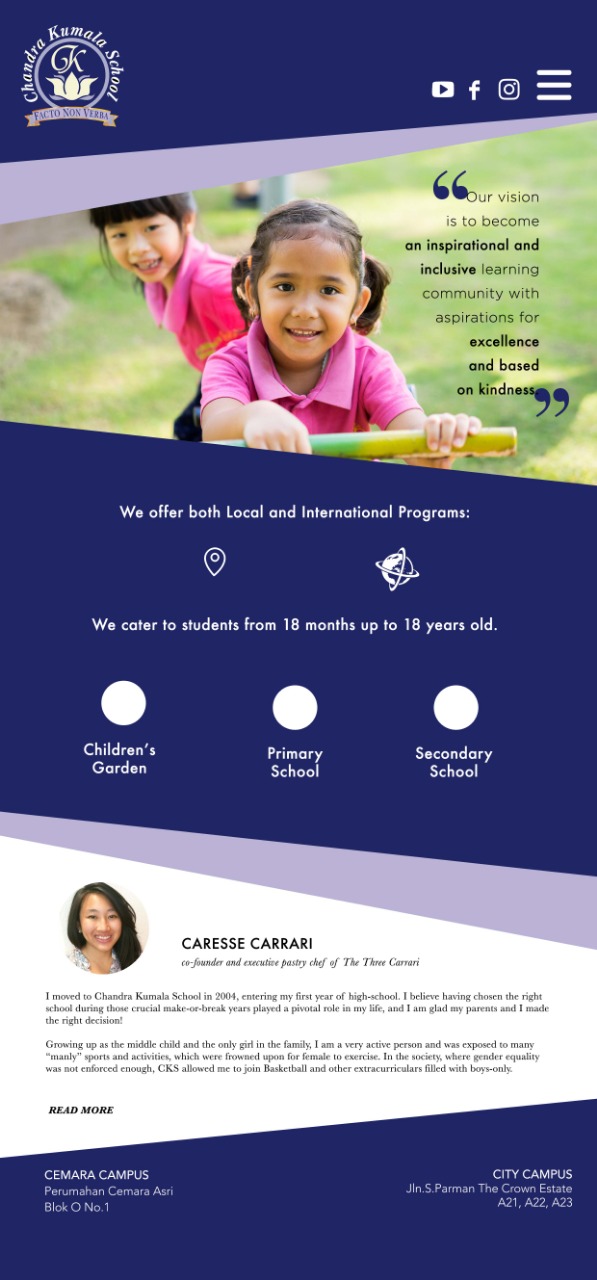 Chandra Kumala School
CK
FACTO NON VERBA
“Our vision
is to become
an inspirational and
inclusive learning
community with
aspirations for
excellence
and based
on kindness.”
We offer both Local and International Programs:
We cater to students from 18 months up to 18 years old.
Children's
Garden
Primary
School
Secondary
School
CARESSE CARRARI
co-founder and executive pastry chef of The Three Carrari
I moved to Chandra Kumala School in 2004, entering my first year of high-school. I believe having chosen the right
school during those crucial make-or-break years played a pivotal role in my life, and I am glad my parents and I made
the right decision!
Growing up as the middle child and the only girl in the family, I am a very active person and was exposed to many
“manly” sports and activities, which were frowned upon for female to exercise. In the society, where gender equality
was not enforced enough, CKS allowed me to join Basketball and other extracurriculars filled with boys-only.
READ MORE
CEMARA CAMPUS
Perumahan Cemara Asri
Blok O No.1
CITY CAMPUS
Jln.S.Parman The Crown Estate
A21, A22, A23